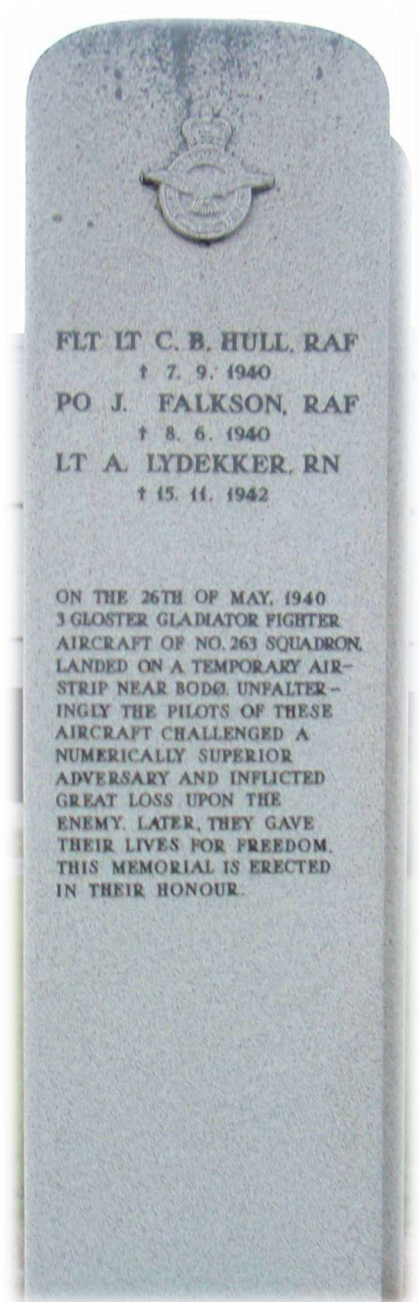 FLT LT C. B. HULL, RAF
† 7. 9. 1940
PO J. FALKSON, RAF
† 8. 6. 1940
LT A. LYDEKKER, RN
† 15. 11. 1942
ON THE 26TH OF MAY, 1940
3 GLOSTER GLADIATOR FIGHTER
AIRCRAFT OF NO. 263 SQUADRON,
LANDED ON A TEMPORARY AIR-
STRIP NEAR BODØ. UNFALTER-
INGLY THE PILOTS OF THESE
AIRCRAFT CHALLENGED A
NUMERICALLY SUPERIOR
ADVERSARY AND INFLICTED
GREAT LOSS UPON THE
ENEMY. LATER, THEY GAVE
THEIR LIVES FOR FREEDOM.
THIS MEMORIAL IS ERECTED
IN THEIR HONOUR.